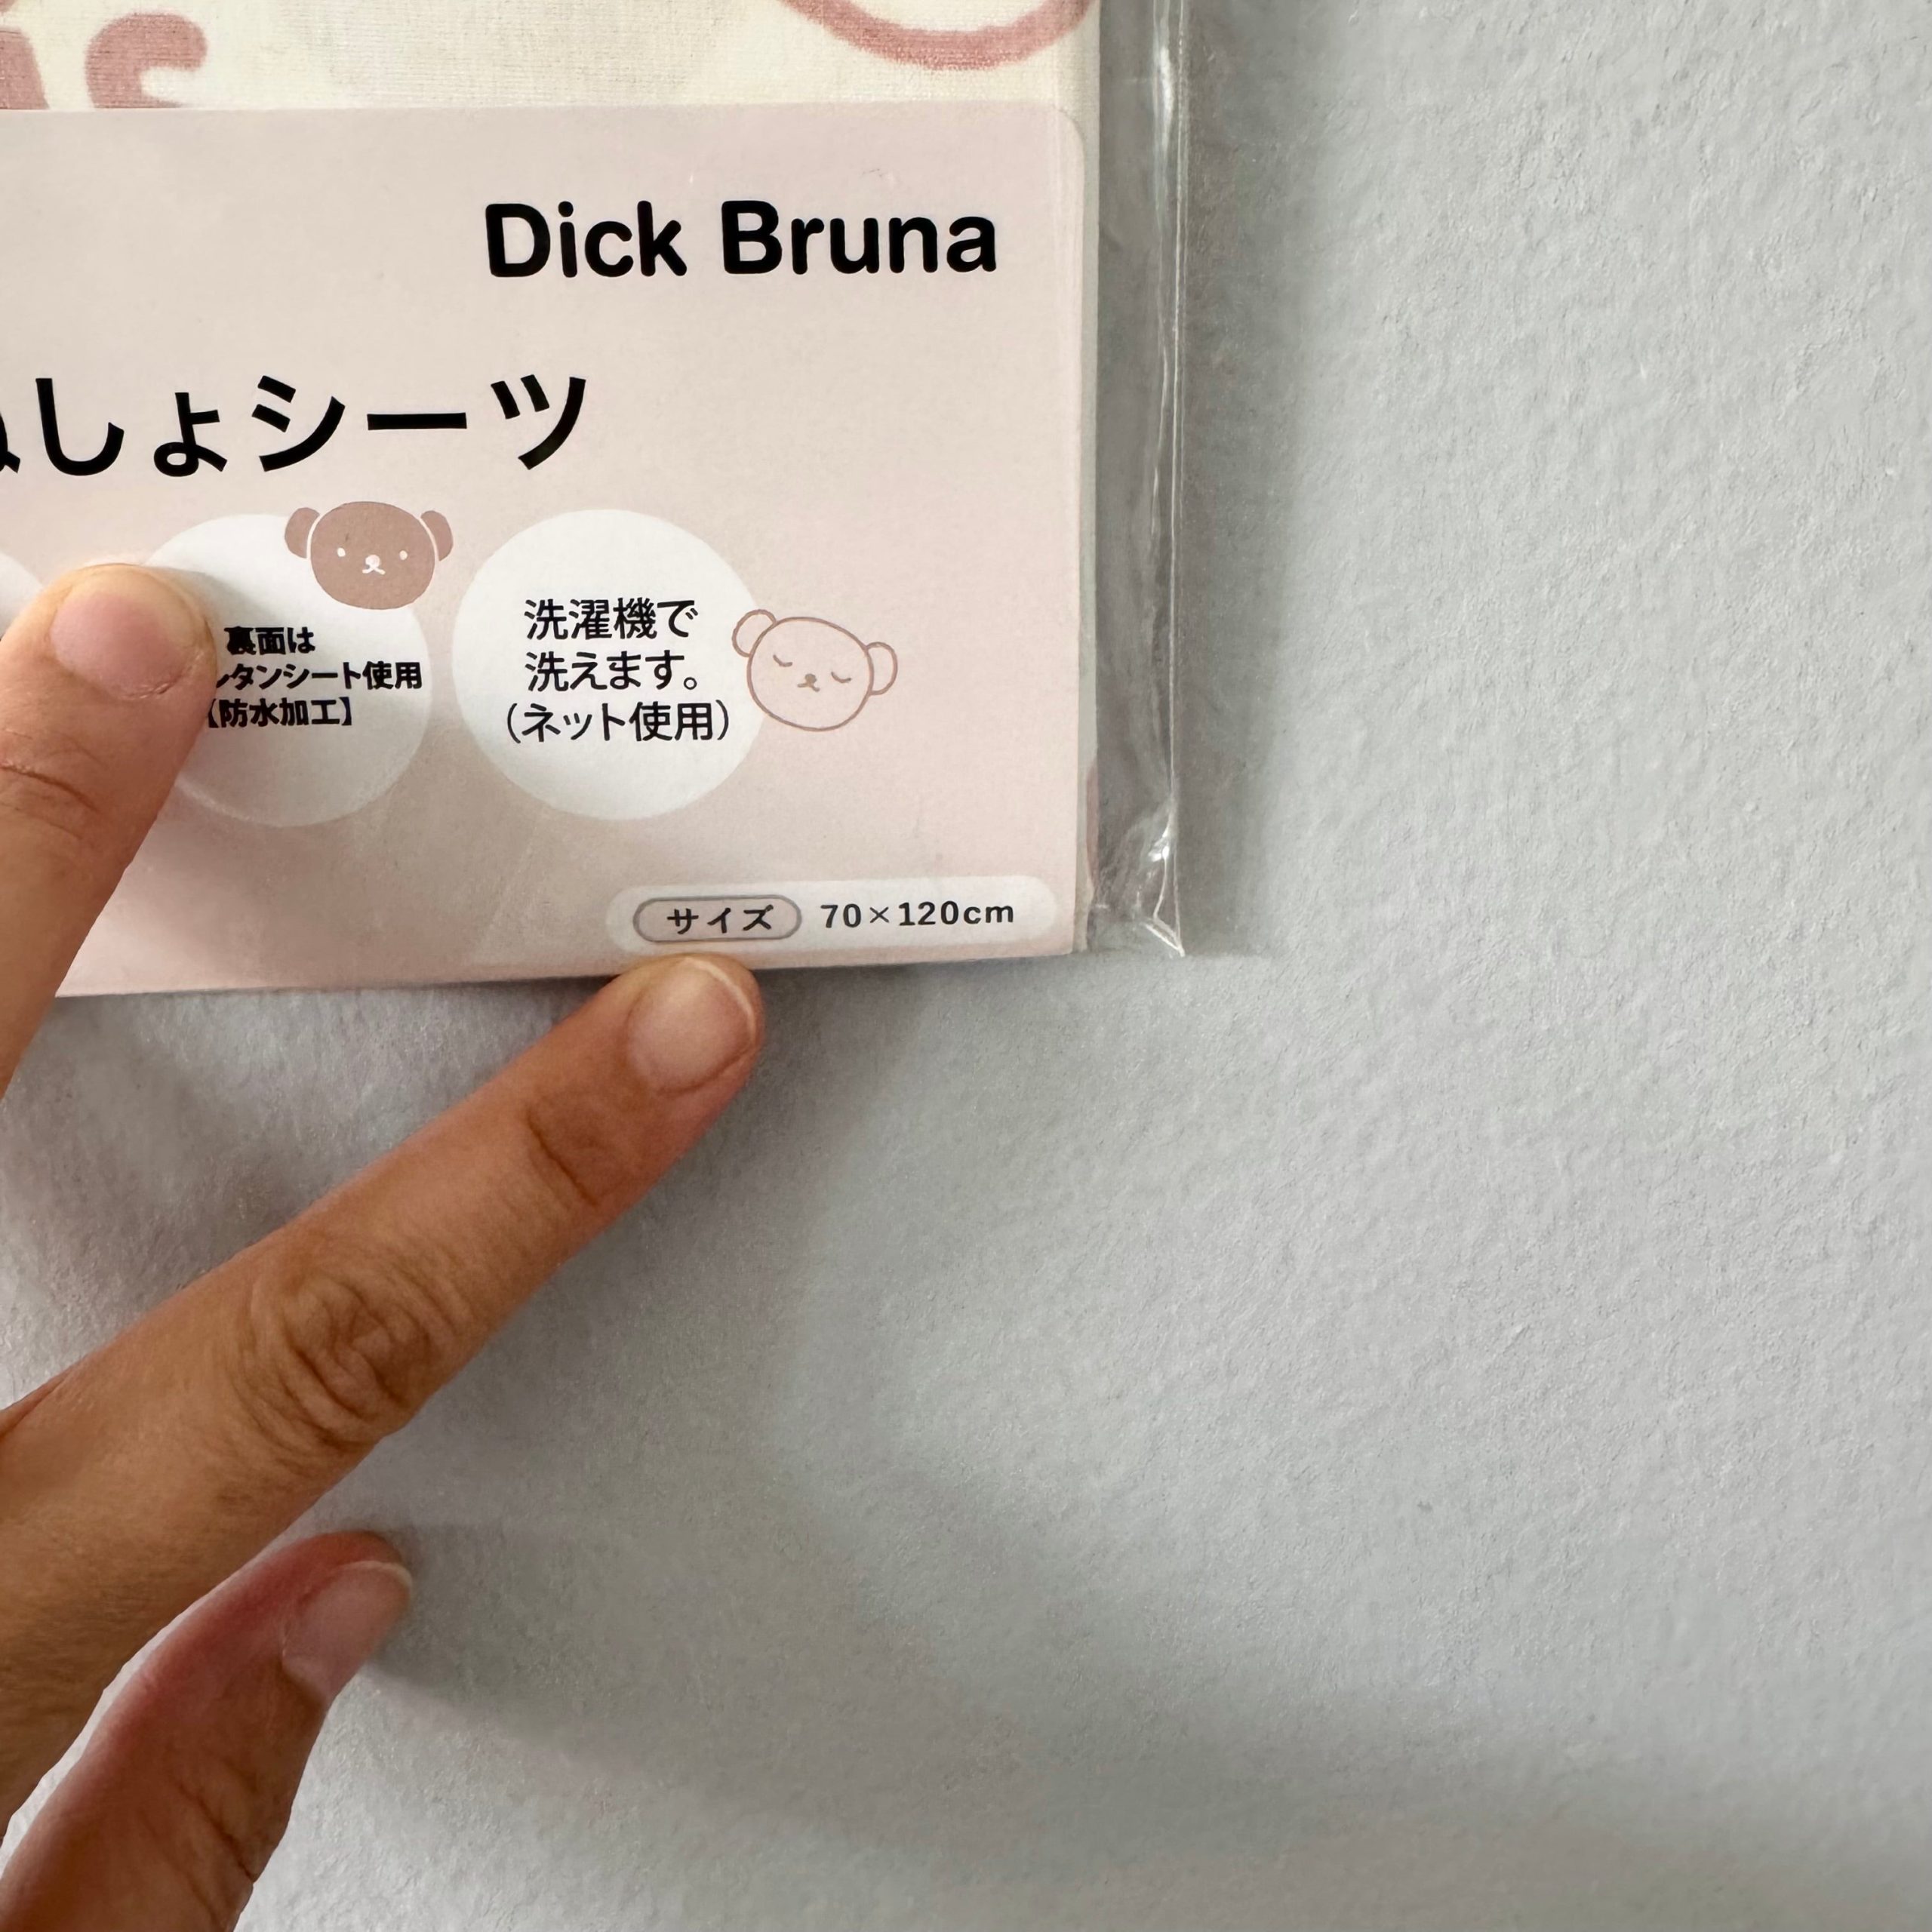 Dick Bruna
ねしょシーツ
裏面は
レタンシート使用
【防水加工】
洗濯機で
洗えます。
（ネット使用）
サイズ 70×120cm